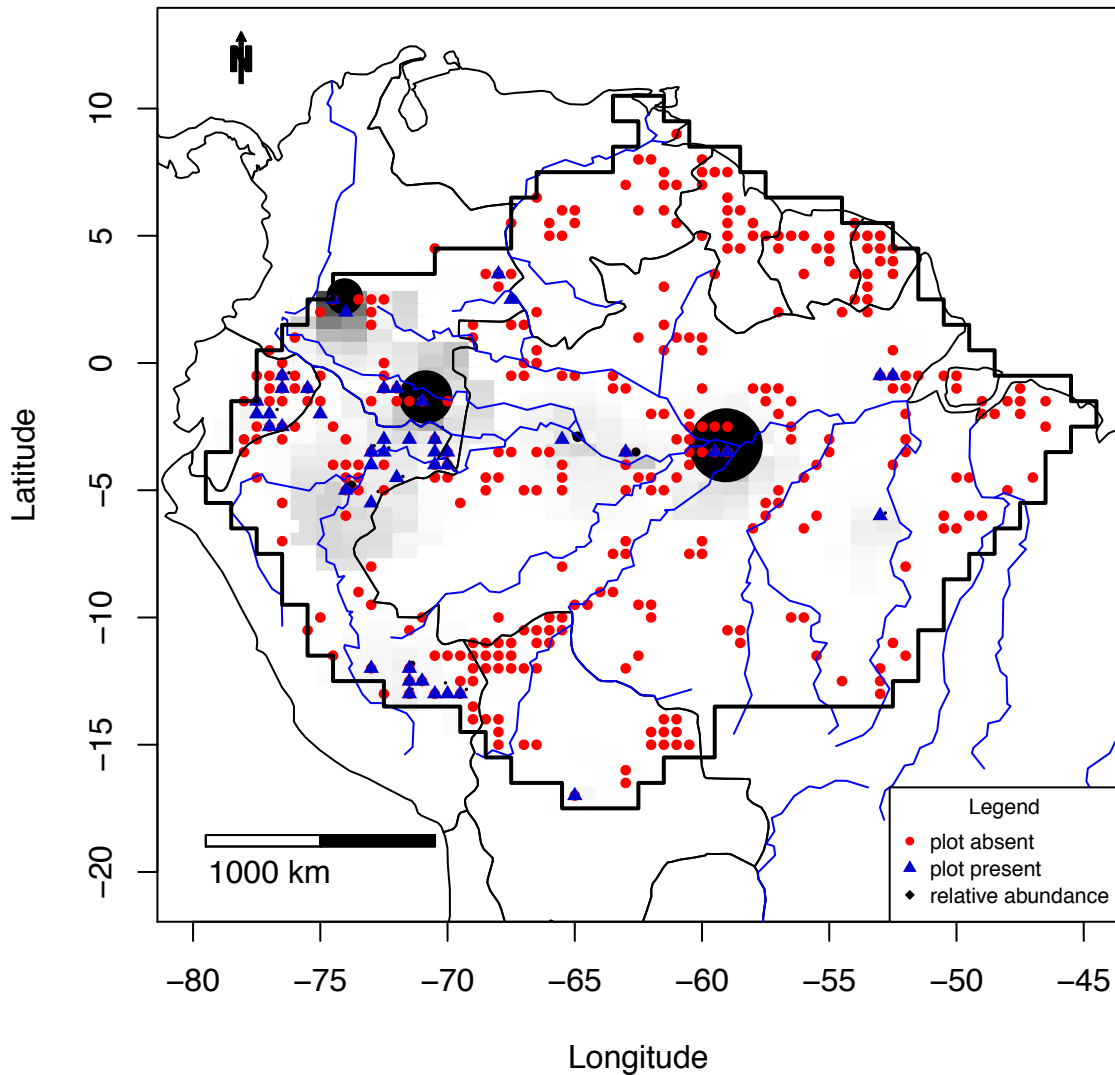 N
10
5
0
−5
−10
−15
−20
Latitude
1000 km
Legend
plot absent
plot present
relative abundance
−80 −75 −70 −65 −60 −55 −50 −45
Longitude